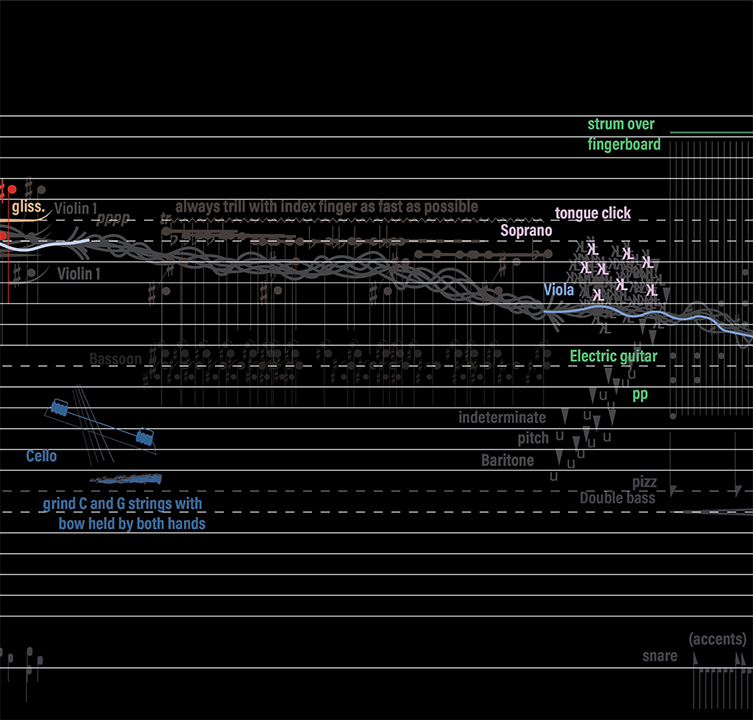 strum over
fingerboard
gliss.
Violin 1
pppp
tr
always trill with index finger as fast as possible
tongue click
Soprano
Violin 1
Viola
Bassoon
Electric guitar
pp
indeterminate
pitch
Baritone
u
u
u
u
u
u
u
u
Cello
grind C and G strings with
bow held by both hands
pizz
Double bass
(accents)
snare